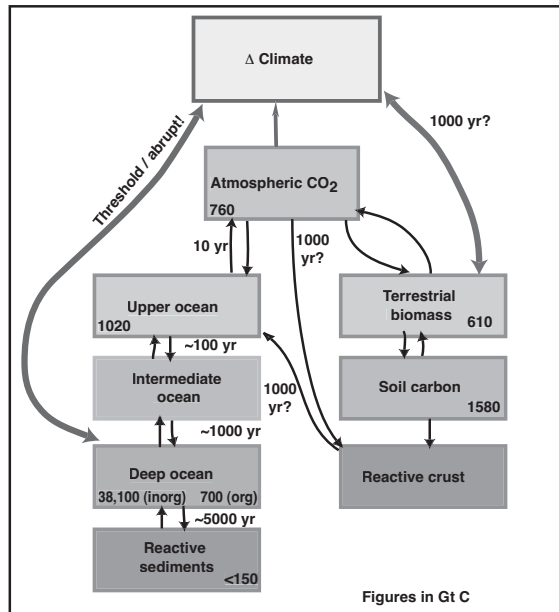 Δ Climate
Threshold / abrupt!
1000 yr?
Atmospheric CO₂
760
10 yr
1000
yr?
Upper ocean
1020
Terrestrial
biomass
610
~100 yr
Intermediate
ocean
1000
yr?
Soil carbon
1580
~1000 yr
Deep ocean
38,100 (inorg) 700 (org)
Reactive crust
~5000 yr
Reactive
sediments
<150
Figures in Gt C